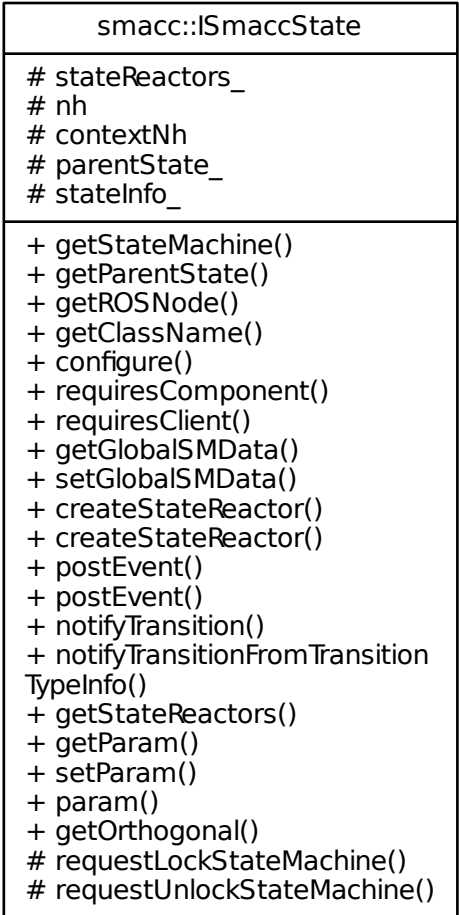 smacc::ISmaccState
# stateReactors_
# nh
# contextNh
# parentState_
# stateInfo_
+ getStateMachine()
+ getParentState()
+ getROSNode()
+ getClassName()
+ configure()
+ requiresComponent()
+ requiresClient()
+ getGlobalSMData()
+ setGlobalSMData()
+ createStateReactor()
+ createStateReactor()
+ postEvent()
+ postEvent()
+ notifyTransition()
+ notifyTransitionFromTransition
TypeInfo()
+ getStateReactors()
+ getParam()
+ setParam()
+ param()
+ getOrthogonal()
# requestLockStateMachine()
# requestUnlockStateMachine()